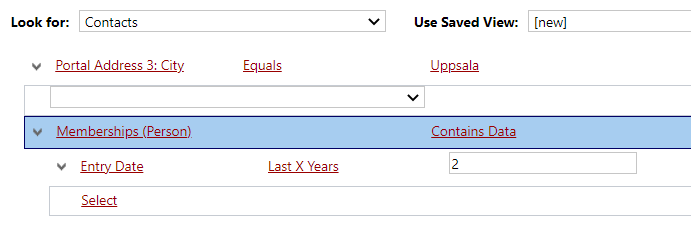 Look for: Contacts Use Saved View: [new]
Portal Address 3: City Equals Uppsala
Memberships (Person) Contains Data
Entry Date Last X Years 2
Select